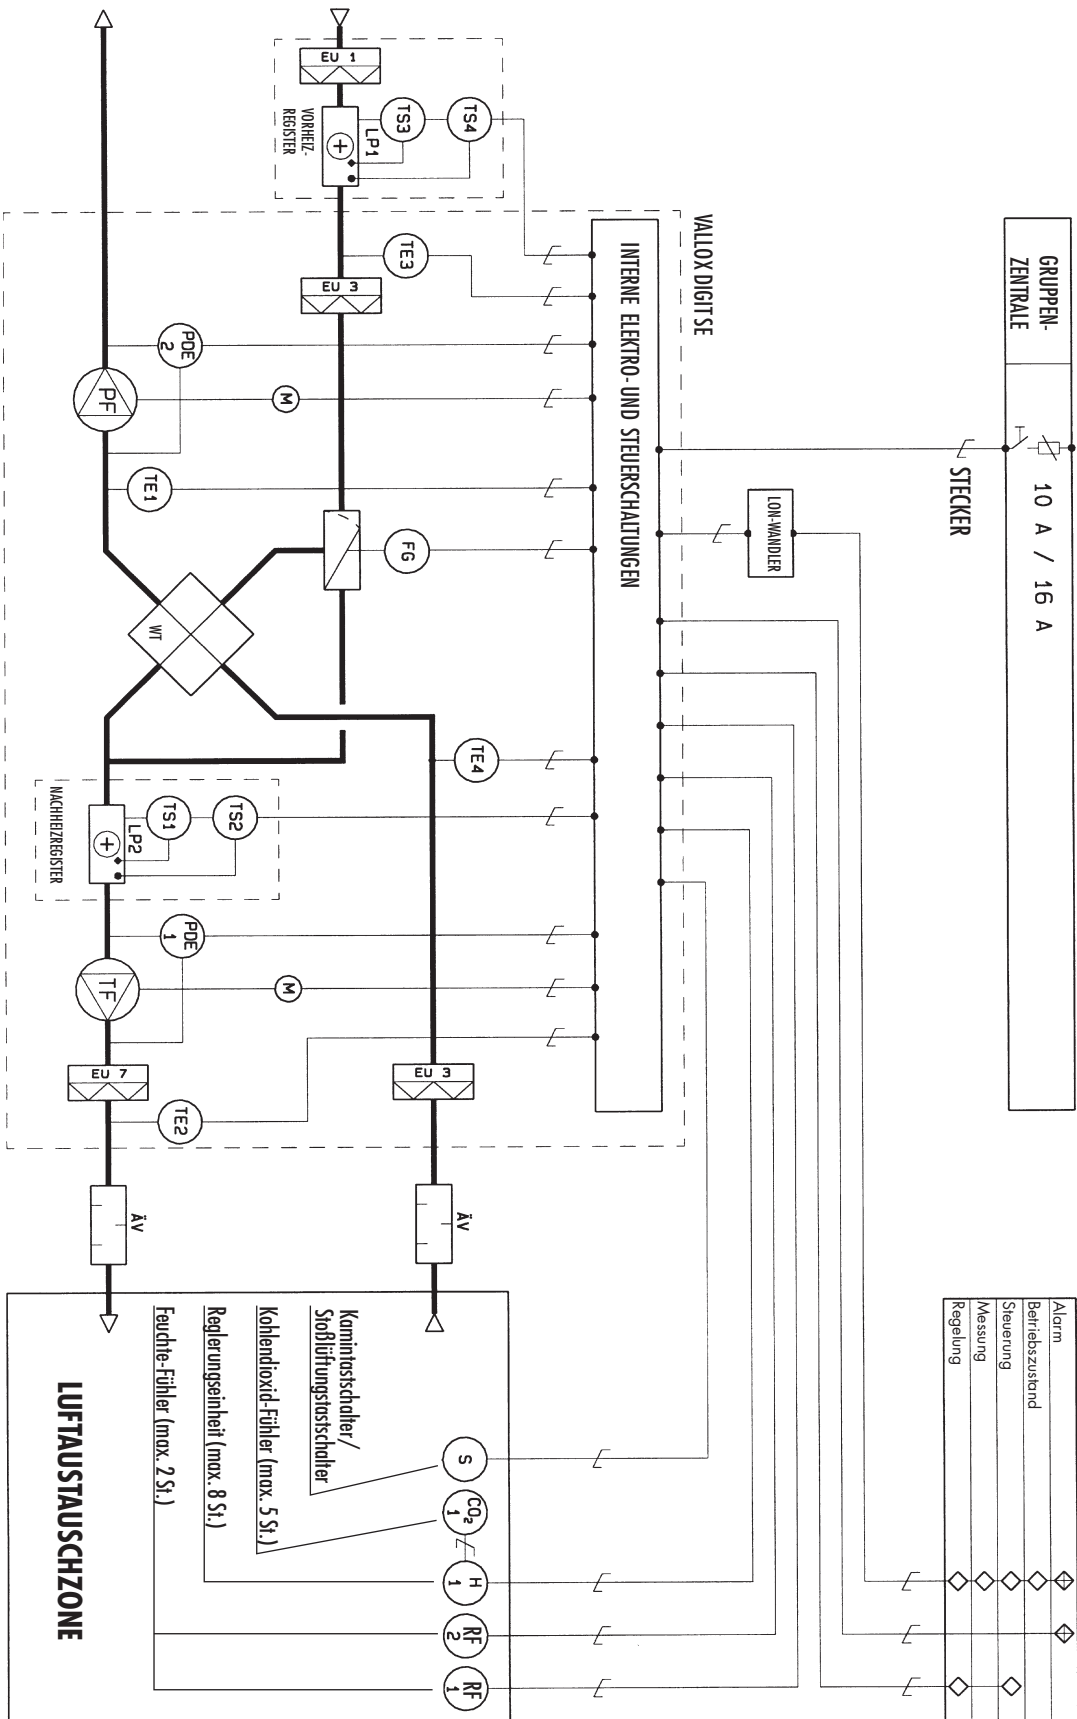 GRUPPEN-
ZENTRALE
10 A / 16 A
STECKER
Alarm
Betriebszustand
Steuerung
Messung
Regelung
VALLOX DIGIT SE
LON-WANDLER
INTERNE ELEKTRO- UND STEUERSCHALTUNGEN
EU 1
TS4
TS3
LP1
VORHEIZ-
REGISTER
TE3
EU 3
PDE
2
PF
M
TE1
FG
WT
TE4
TS2
TS1
LP2
NACHHEIZREGISTER
PDE
1
TF
M
EU 7
EU 3
TE2
ÄV
ÄV
S
CO₂
1
H
1
RF
2
RF
1
Kamintastschalter/
Stoßlüftungstastschalter
Kohlendioxid-Fühler (max. 5 St.)
Reglerungseinheit (max. 8 St.)
Feuchte-Fühler (max. 2 St.)
LUFTAUSTAUSCHZONE